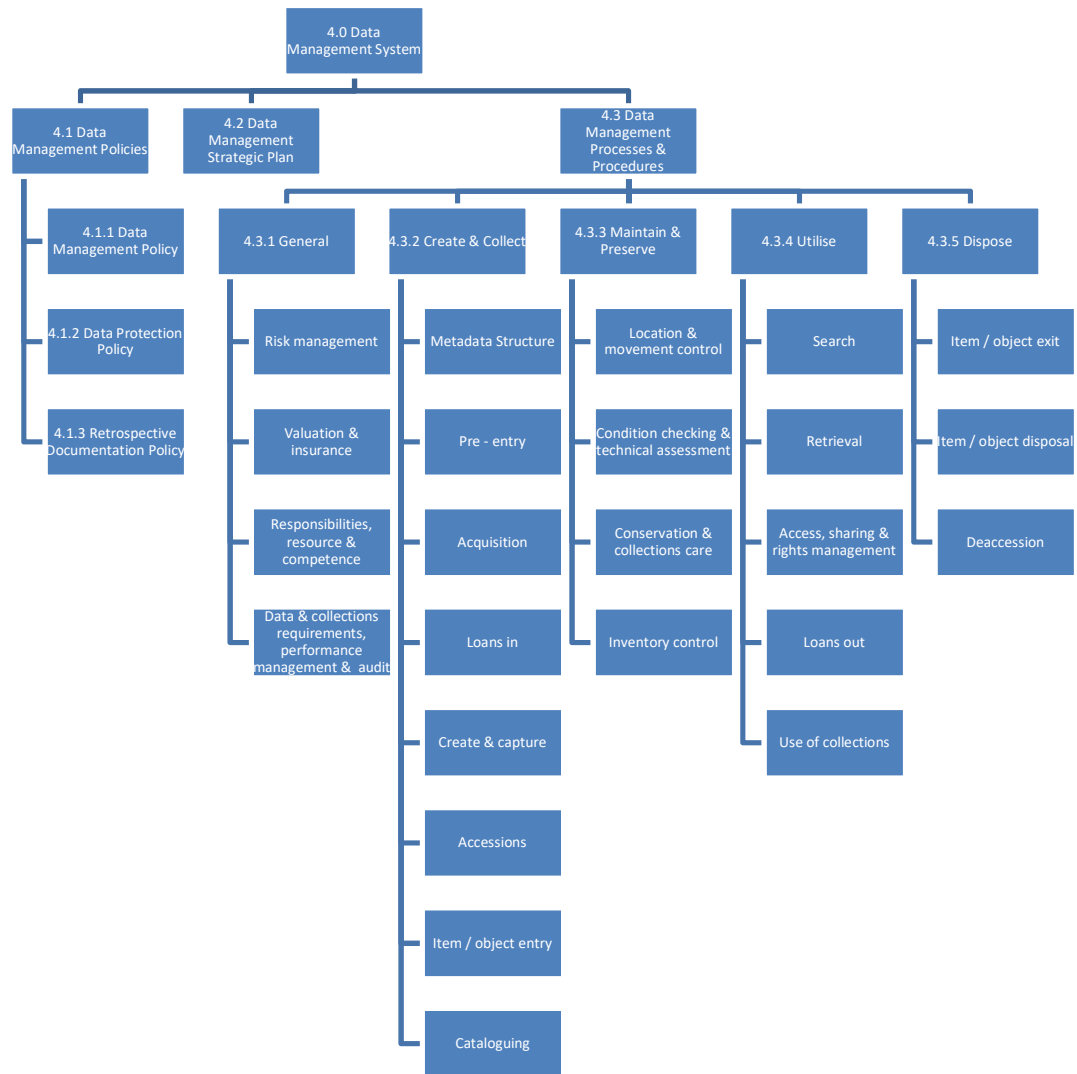 4.0 Data
Management System
4.1 Data
Management Policies
4.2 Data
Management
Strategic Plan
4.3 Data
Management
Processes &
Procedures
4.1.1 Data
Management Policy
4.1.2 Data Protection
Policy
4.1.3 Retrospective
Documentation Policy
4.3.1 General
Risk management
Valuation &
insurance
Responsibilities,
resource &
competence
Data & collections
requirements,
performance
management & audit
4.3.2 Create & Collect
Metadata Structure
Pre - entry
Acquisition
Loans in
Create & capture
Accessions
Item / object entry
Cataloguing
4.3.3 Maintain &
Preserve
Location &
movement control
Condition checking &
technical assessment
Conservation &
collections care
Inventory control
4.3.4 Utilise
Search
Retrieval
Access, sharing &
rights management
Loans out
Use of collections
4.3.5 Dispose
Item / object exit
Item / object disposal
Deaccession